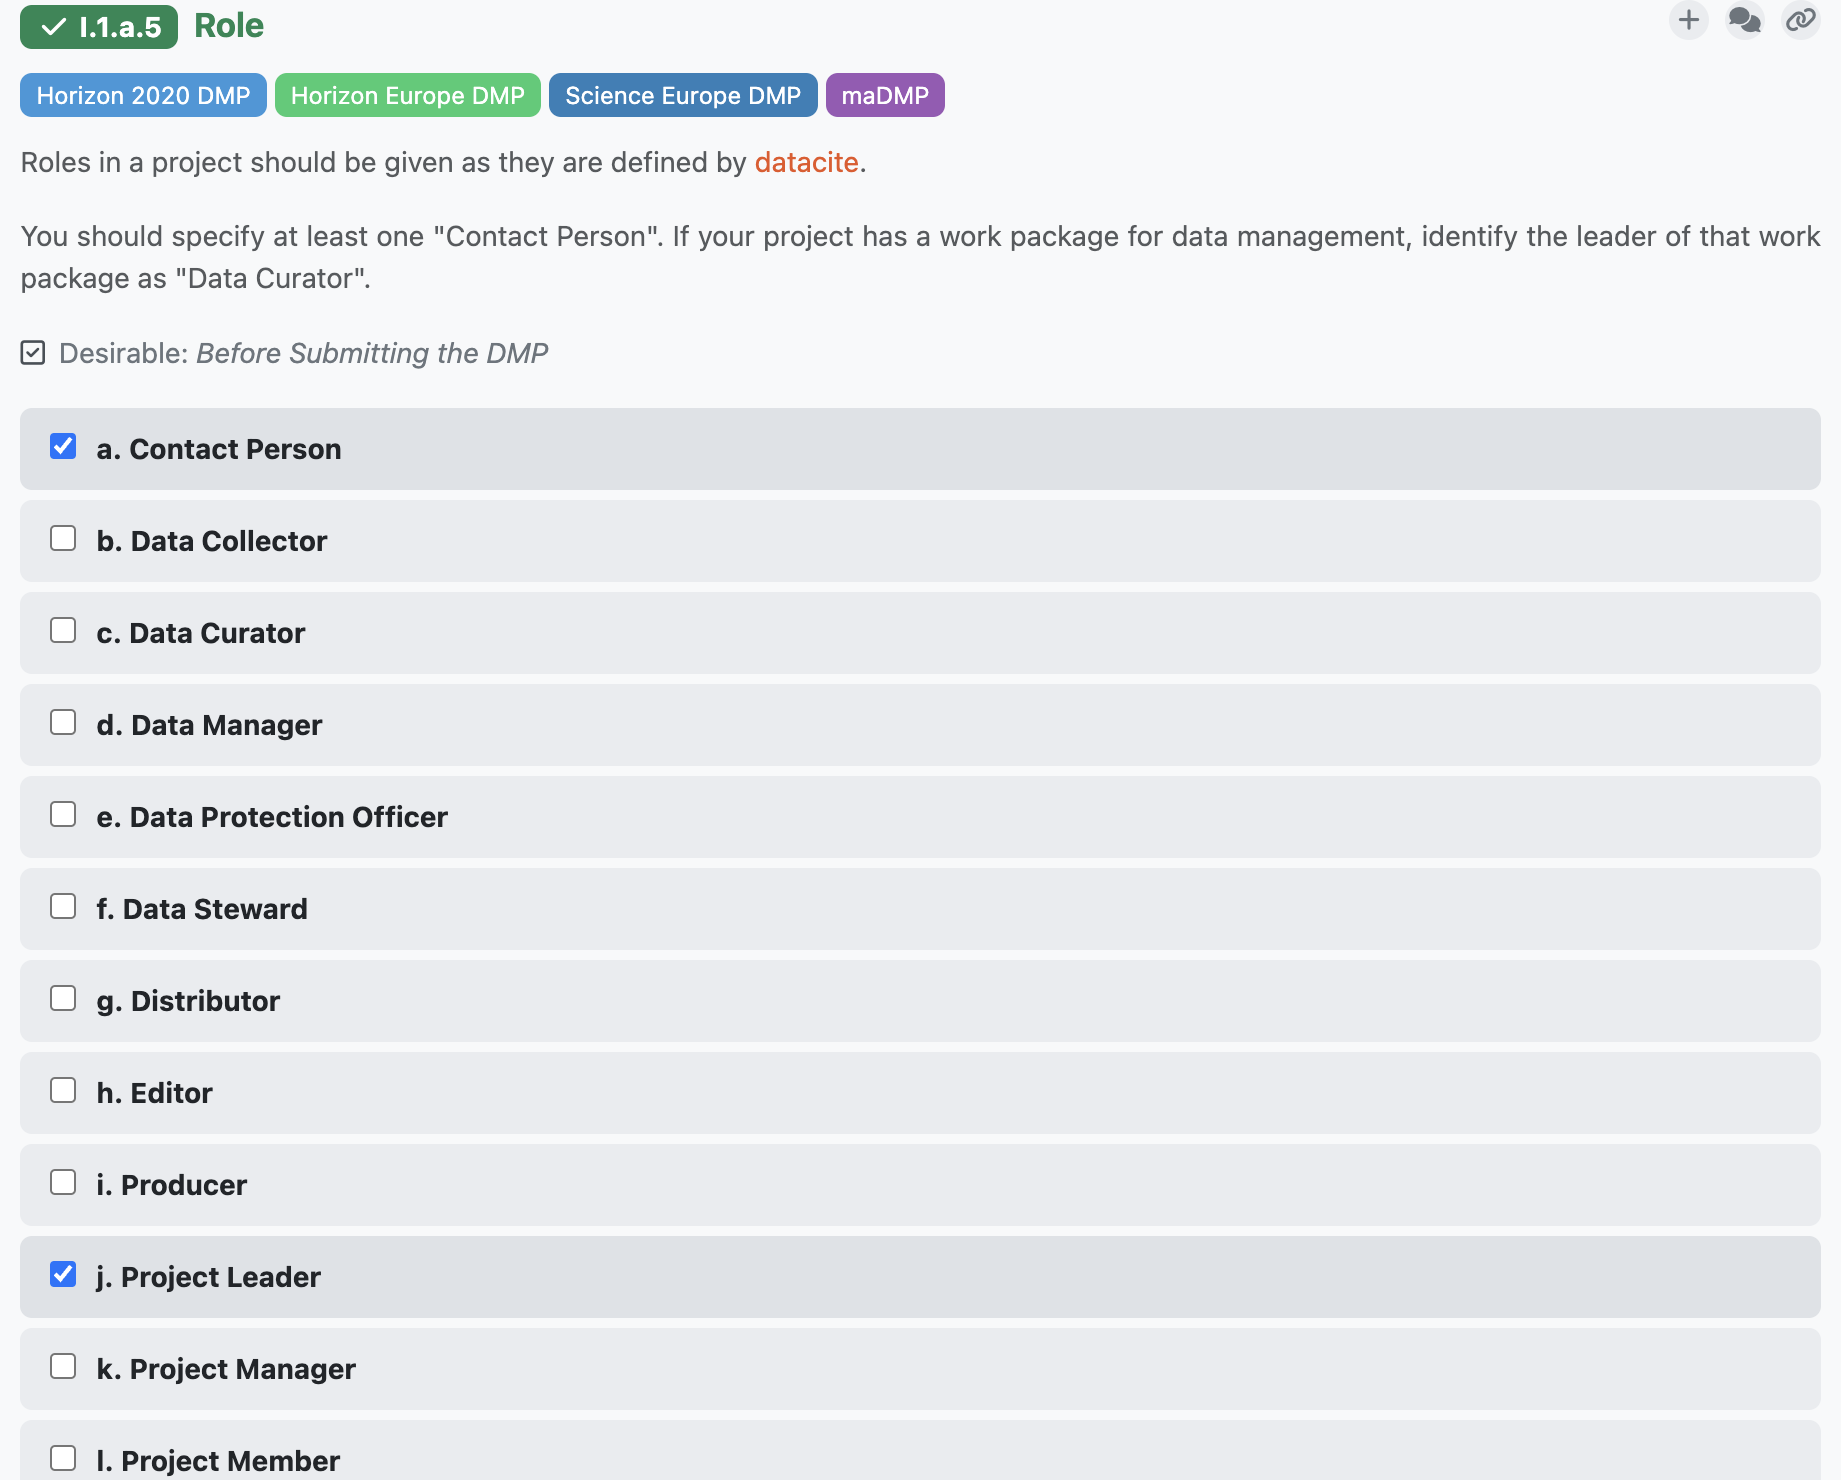 I.1.a.5 Role
Horizon 2020 DMP Horizon Europe DMP Science Europe DMP maDMP
Roles in a project should be given as they are defined by datacite.
You should specify at least one "Contact Person". If your project has a work package for data management, identify the leader of that work
package as "Data Curator".
Desirable: Before Submitting the DMP
a. Contact Person
b. Data Collector
c. Data Curator
d. Data Manager
e. Data Protection Officer
f. Data Steward
g. Distributor
h. Editor
i. Producer
j. Project Leader
k. Project Manager
l. Project Member